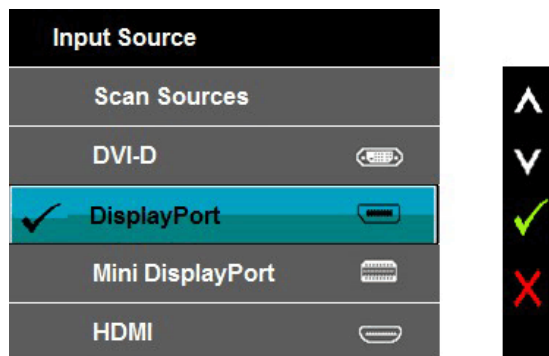 Input Source
Scan Sources
DVI-D
DisplayPort
Mini DisplayPort
HDMI